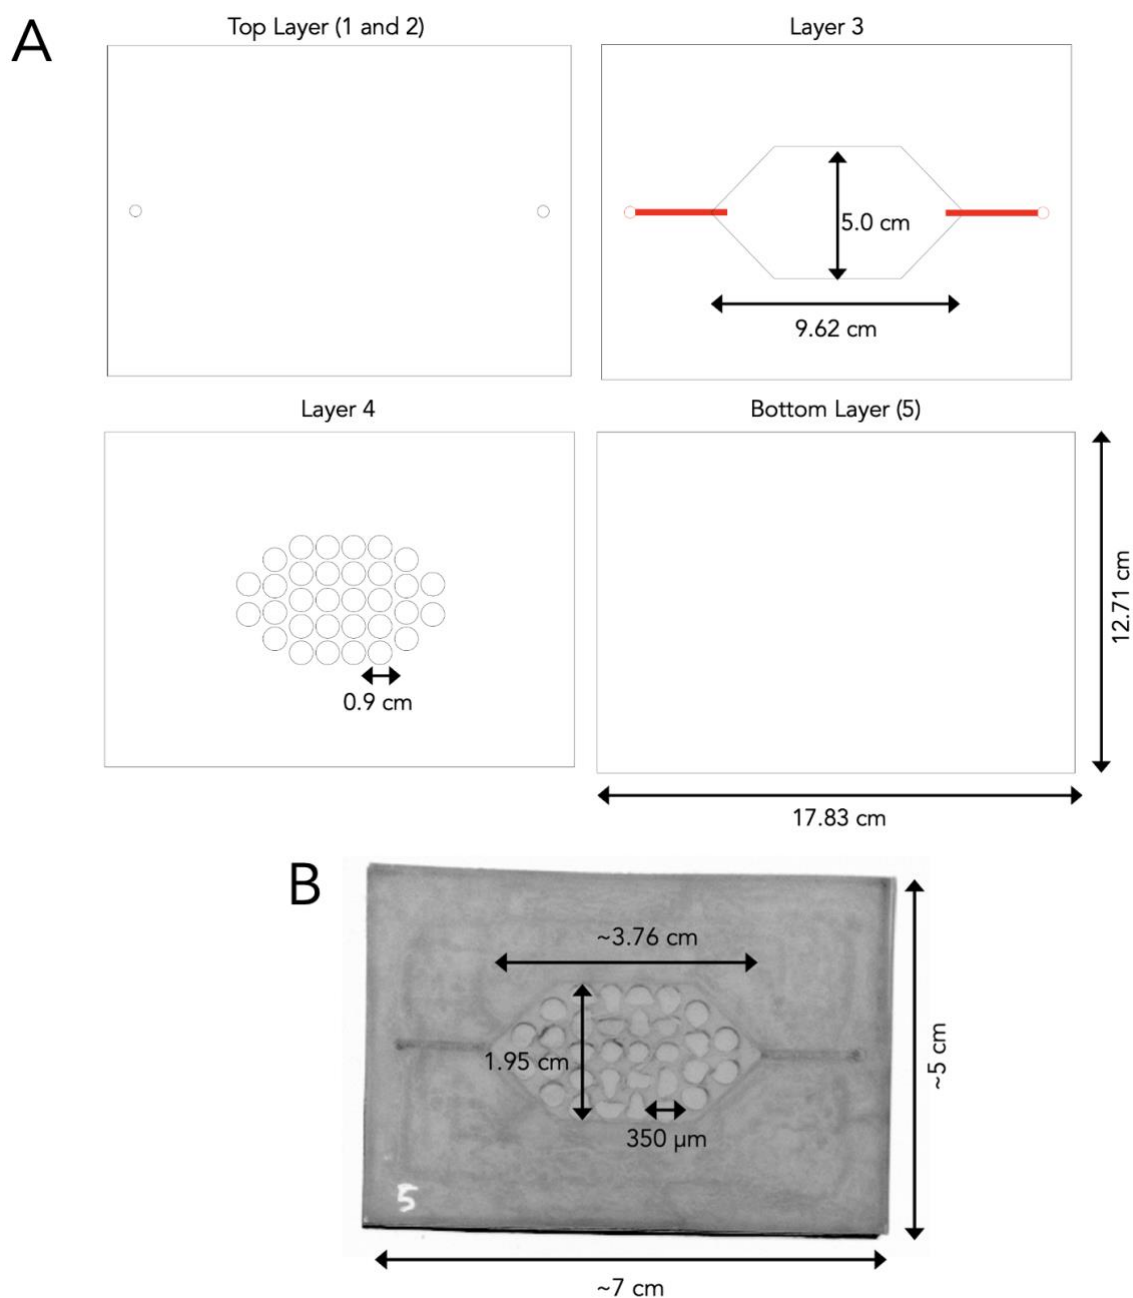 A
Top Layer (1 and 2)
Layer 3
5.0 cm
9.62 cm
Layer 4
Bottom Layer (5)
0.9 cm
12.71 cm
17.83 cm
B
~3.76 cm
1.95 cm
350 µm
~5 cm
5
~7 cm